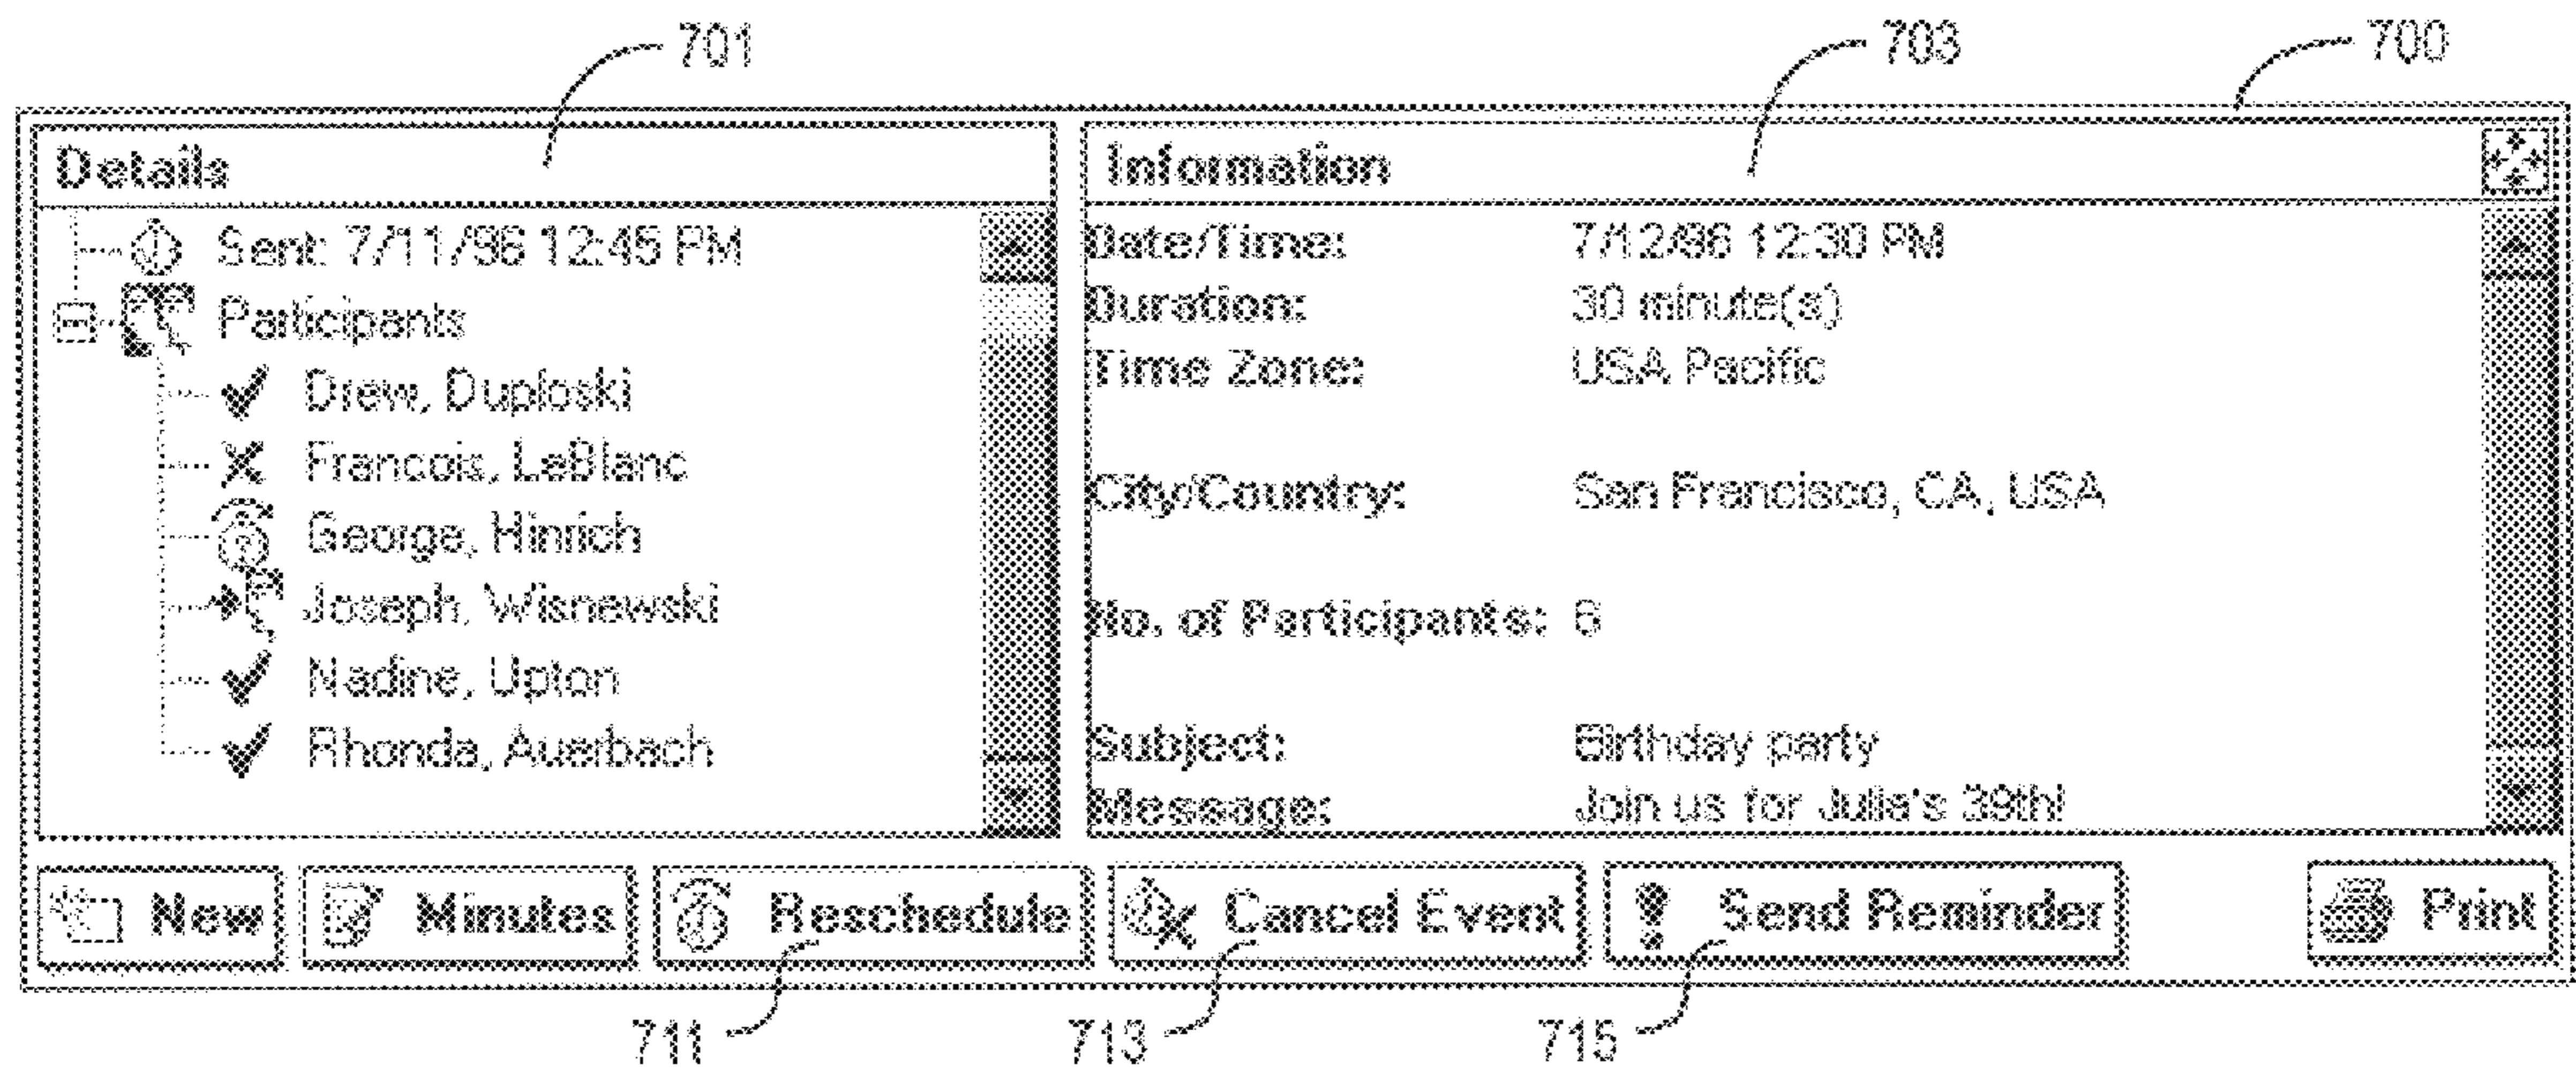 701
703
700
Details
Sent: 7/11/96 12:45 PM
Participants
Drew, Duploski
Francois, LeBlanc
George, Hinrich
Joseph, Wisnewski
Nadine, Upton
Rhonda, Auerbach
Information
Date/Time: 7/12/96 12:30 PM
Duration: 30 minute(s)
Time Zone: USA Pacific
City/Country: San Francisco, CA, USA
No. of Participants: 6
Subject: Birthday party
Message: Join us for Julia's 39th!
New
Minutes
Reschedule
Cancel Event
Send Reminder
Print
711
713
715